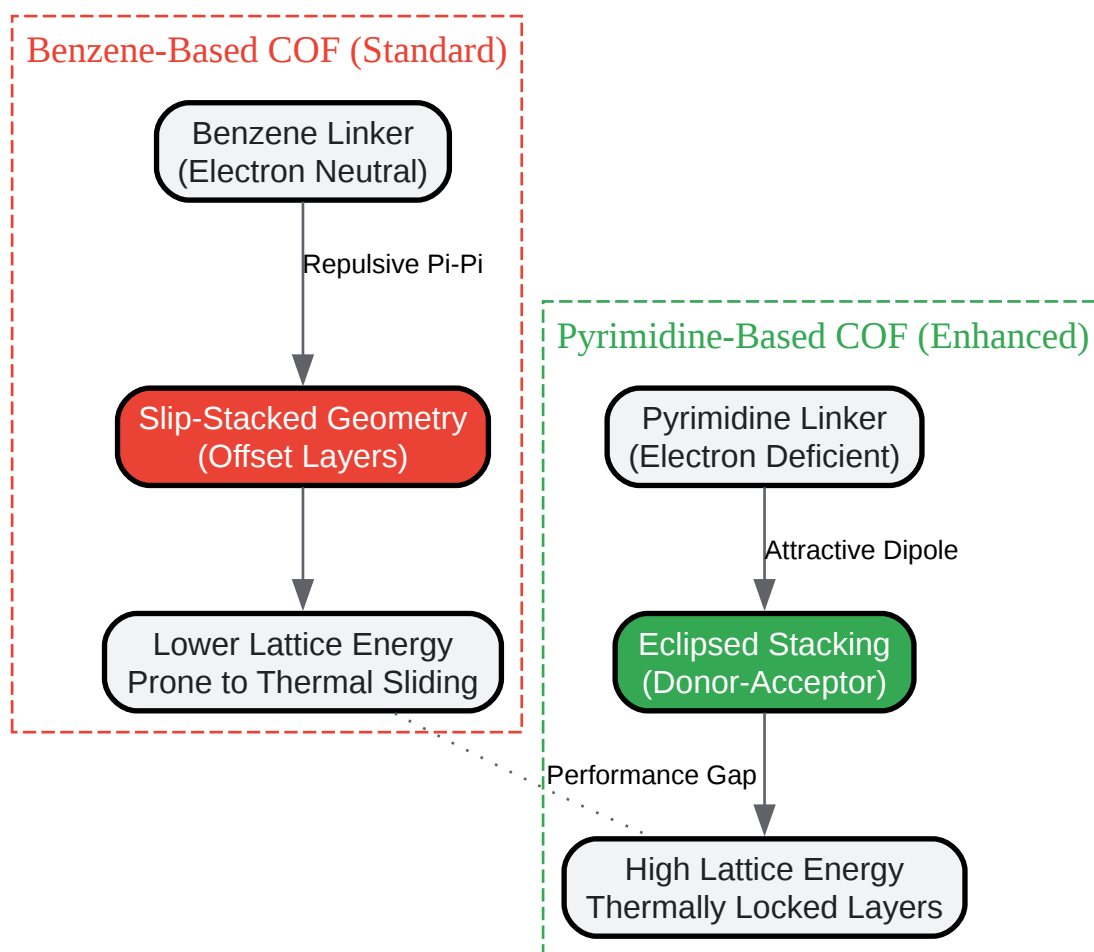 Benzene-Based COF (Standard)
Benzene Linker
(Electron Neutral)
Repulsive Pi-Pi
Slip-Stacked Geometry
(Offset Layers)
Lower Lattice Energy
Prone to Thermal Sliding
Pyrimidine-Based COF (Enhanced)
Pyrimidine Linker
(Electron Deficient)
Attractive Dipole
Eclipsed Stacking
(Donor-Acceptor)
Performance Gap
High Lattice Energy
Thermally Locked Layers